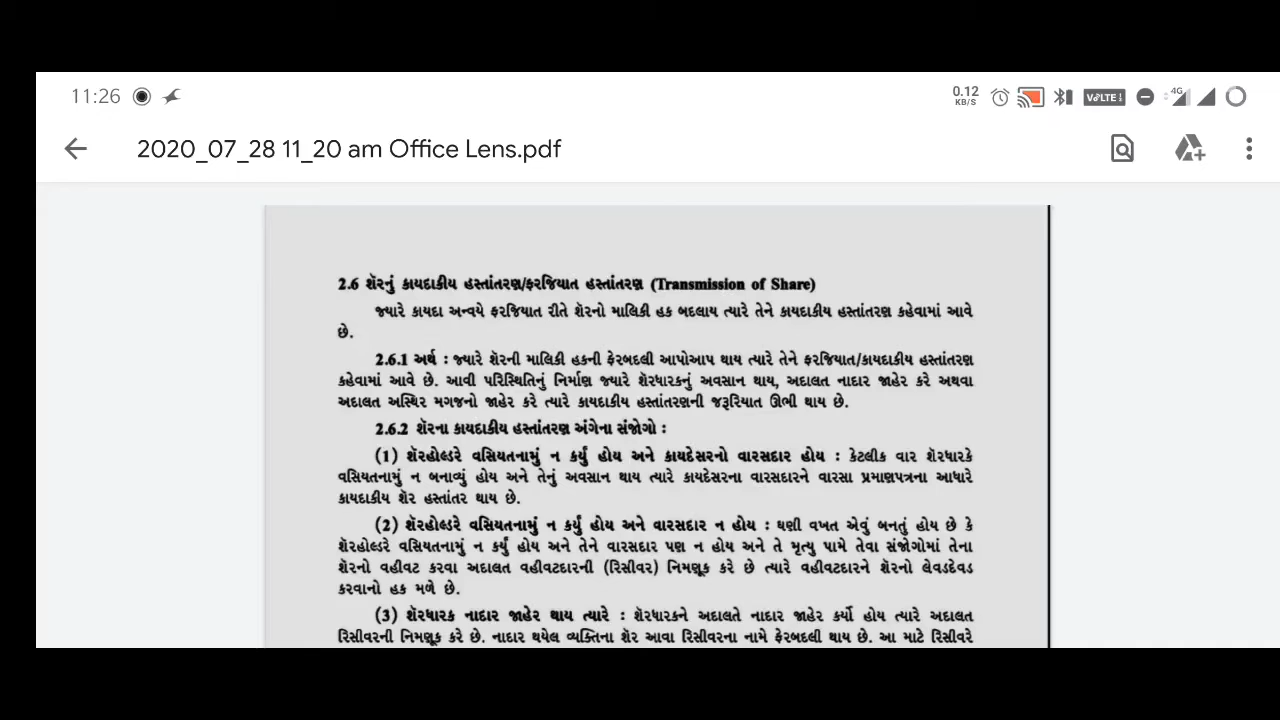 11:26
0.12 KB/S VoLTE 4G
2020_07_28 11_20 am Office Lens.pdf
2.6 શૅરનું કાયદાકીય હસ્તાંતરણ/ફરજિયાત હસ્તાંતરણ (Transmission of Share)
જ્યારે કાયદા અન્વયે ફરજિયાત રીતે શૅરનો માલિકી હક બદલાય ત્યારે તેને કાયદાકીય હસ્તાંતરણ કહેવામાં આવે
છે.
2.6.1 અર્થ : જ્યારે શૅરની માલિકી હકની ફેરબદલી આપોઆપ થાય ત્યારે તેને ફરજિયાત/કાયદાકીય હસ્તાંતરણ
કહેવામાં આવે છે. આવી પરિસ્થિતિનું નિર્માણ જ્યારે શૅરધારકનું અવસાન થાય, અદાલત નાદાર જાહેર કરે અથવા
અદાલત અસ્થિર મગજનો જાહેર કરે ત્યારે કાયદાકીય હસ્તાંતરણની જરૂરિયાત ઊભી થાય છે.
2.6.2 શૅરના કાયદાકીય હસ્તાંતરણ અંગેના સંજોગો :
(1) શૅરહોલ્ડરે વસિયતનામું ન કર્યું હોય અને કાયદેસરનો વારસદાર હોય : કેટલીક વાર શૅરધારકે
વસિયતનામું ન બનાવ્યું હોય અને તેનું અવસાન થાય ત્યારે કાયદેસરના વારસદારને વારસા પ્રમાણપત્રના આધારે
કાયદાકીય શૅર હસ્તાંતર થાય છે.
(2) શૅરહોલ્ડરે વસિયતનામું ન કર્યું હોય અને વારસદાર ન હોય : ઘણી વખત એવું બનતું હોય છે કે
શૅરહોલ્ડરે વસિયતનામું ન કર્યું હોય અને તેને વારસદાર પણ ન હોય અને તે મૃત્યુ પામે તેવા સંજોગોમાં તેના
શૅરનો વહીવટ કરવા અદાલત વહીવટદારની (રિસીવર) નિમણૂક કરે છે ત્યારે વહીવટદારને શૅરનો લેવડદેવડ
કરવાનો હક મળે છે.
(3) શૅરધારક નાદાર જાહેર થાય ત્યારે : શૅરધારકને અદાલતે નાદાર જાહેર કર્યો હોય ત્યારે અદાલત
રિસીવરની નિમણૂક કરે છે. નાદાર થયેલ વ્યક્તિના શૅર આવા રિસીવરના નામે ફેરબદલી થાય છે. આ માટે રિસીવરે